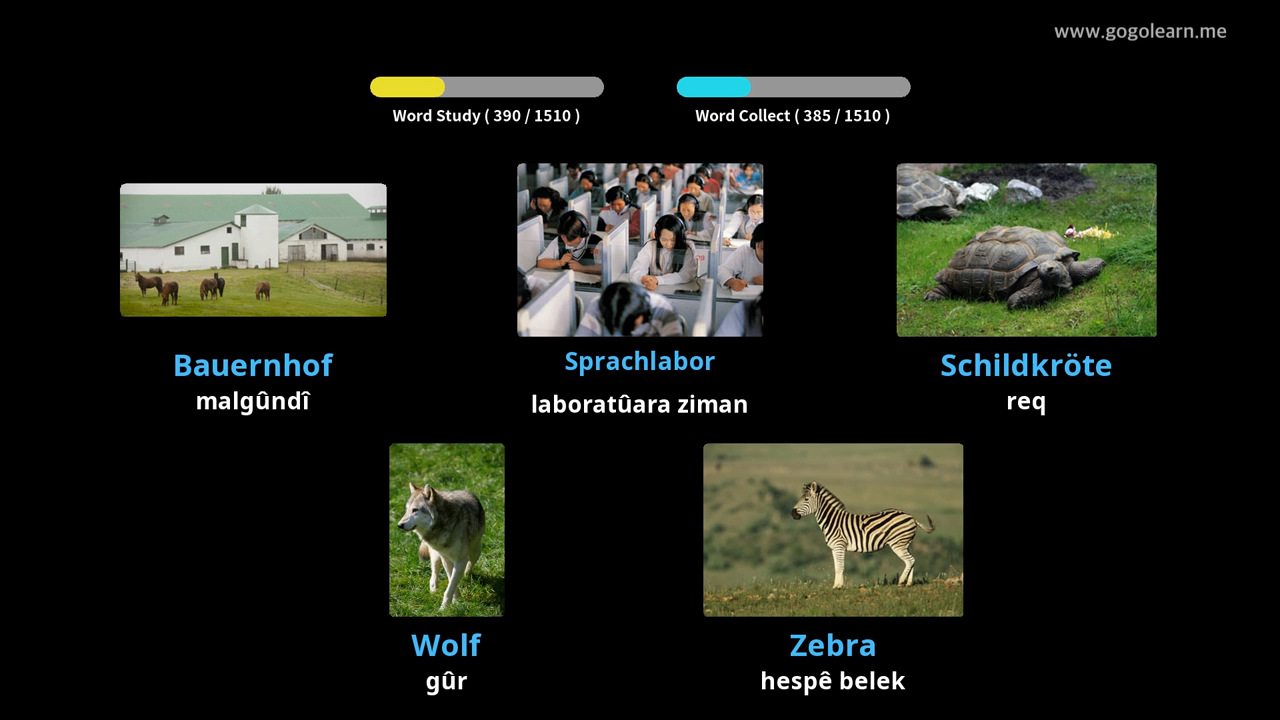 www.gogolearn.me
Word Study ( 390 / 1510 )
Word Collect ( 385 / 1510 )
Bauernhof
malgûndî
Sprachlabor
laboratûara ziman
Schildkröte
req
Wolf
gûr
Zebra
hespê belek